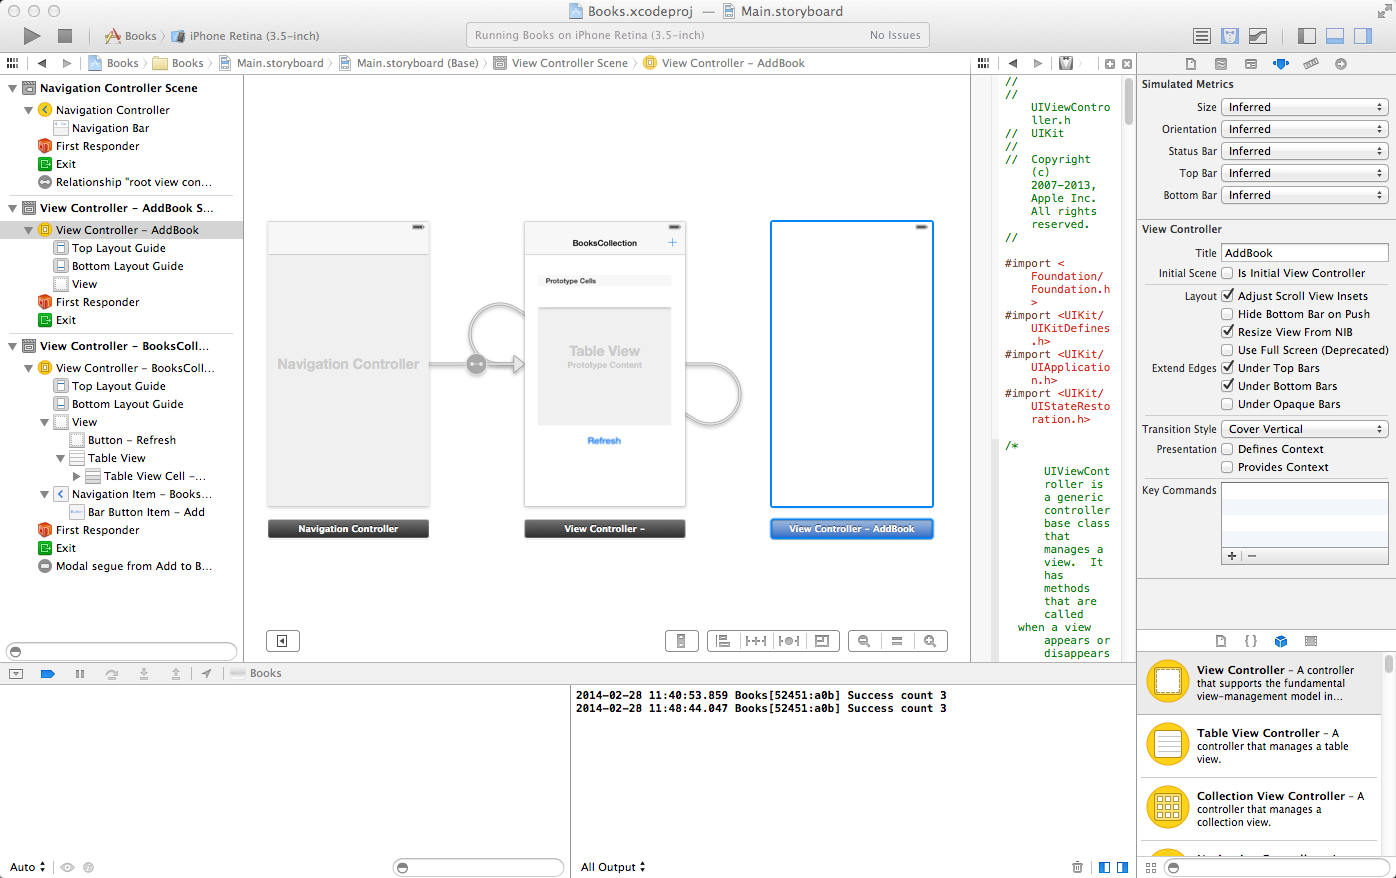 Books.xcodeproj — Main.storyboard
Books iPhone Retina (3.5-inch)
Running Books on iPhone Retina (3.5-inch) No Issues
Books Books Main.storyboard Main.storyboard (Base) View Controller Scene View Controller – AddBook
Navigation Controller Scene
Navigation Controller
Navigation Bar
First Responder
Exit
Relationship "root view con...
View Controller – AddBook S...
View Controller – AddBook
Top Layout Guide
Bottom Layout Guide
View
First Responder
Exit
View Controller – BooksColl...
View Controller – BooksColl...
Top Layout Guide
Bottom Layout Guide
View
Button – Refresh
Table View
Table View Cell –...
Navigation Item – Books...
Bar Button Item – Add
First Responder
Exit
Modal segue from Add to B...
Navigation Controller
Navigation Controller
BooksCollection +
Prototype Cells
Table View
Prototype Content
Refresh
View Controller –
View Controller – AddBook
//
//
UIViewContro
ller.h
// UIKit
//
// Copyright
(c)
2007-2013,
Apple Inc.
All rights
reserved.
//
#import <
Foundation/
Foundation.h
>
#import <UIKit/
UIKitDefines
.h>
#import <UIKit/
UIApplicatio
n.h>
#import <UIKit/
UIStateResto
ration.h>
/*
UIViewCont
roller is
a generic
controller
base class
that
manages a
view. It
has
methods
that are
called
when a view
appears or
disappears
Simulated Metrics
Size Inferred
Orientation Inferred
Status Bar Inferred
Top Bar Inferred
Bottom Bar Inferred
View Controller
Title AddBook
Initial Scene Is Initial View Controller
Layout Adjust Scroll View Insets
Hide Bottom Bar on Push
Resize View From NIB
Use Full Screen (Deprecated)
Extend Edges Under Top Bars
Under Bottom Bars
Under Opaque Bars
Transition Style Cover Vertical
Presentation Defines Context
Provides Context
Key Commands
+ −
{ }
View Controller – A controller
that supports the fundamental
view-management model in...
Table View Controller – A
controller that manages a table
view.
Collection View Controller – A
controller that manages a
collection view.
Books
2014-02-28 11:40:53.859 Books[52451:a0b] Success count 3
2014-02-28 11:48:44.047 Books[52451:a0b] Success count 3
Auto
All Output